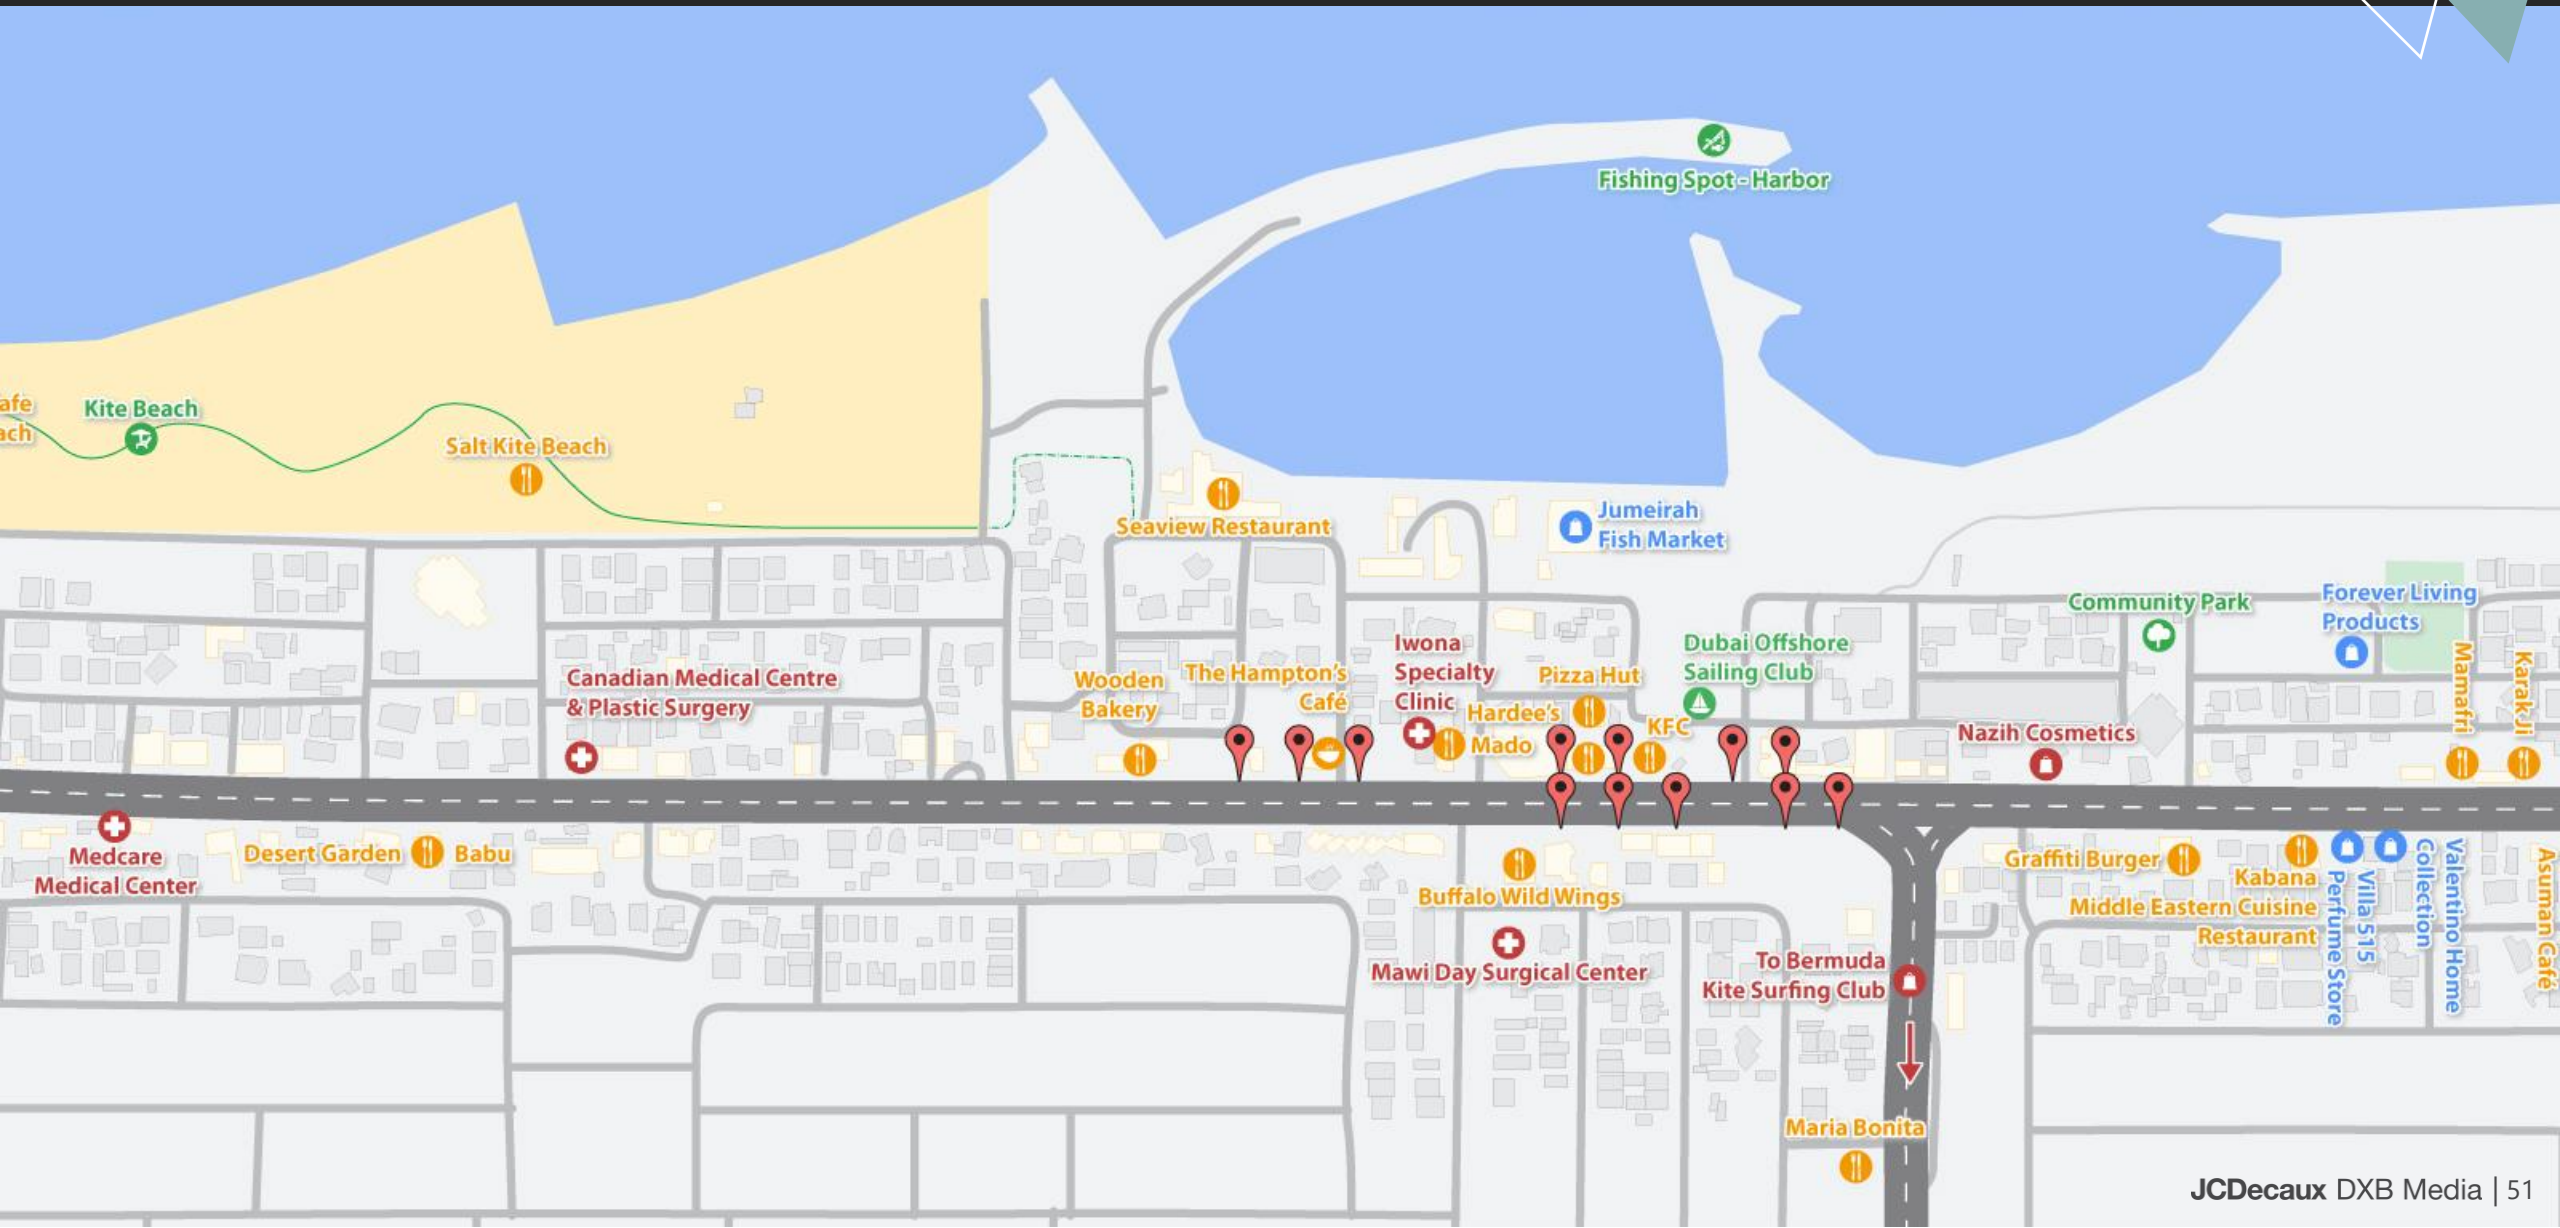 Fishing Spot - Harbor
afe
ach
Kite Beach
Salt Kite Beach
Seaview Restaurant
Jumeirah
Fish Market
Community Park
Forever Living
Products
Mamafri
Karak Ji
Canadian Medical Centre
& Plastic Surgery
Wooden
Bakery
The Hampton's
Café
Iwona
Specialty
Clinic
Hardee's
Mado
Pizza Hut
KFC
Dubai Offshore
Sailing Club
Nazih Cosmetics
Medcare
Medical Center
Desert Garden
Babu
Buffalo Wild Wings
Mawi Day Surgical Center
To Bermuda
Kite Surfing Club
Maria Bonita
Graffiti Burger
Kabana
Middle Eastern Cuisine
Restaurant
Villa 515
Perfume Store
Valentino Home
Collection
Asuman Café
JCDecaux DXB Media | 51